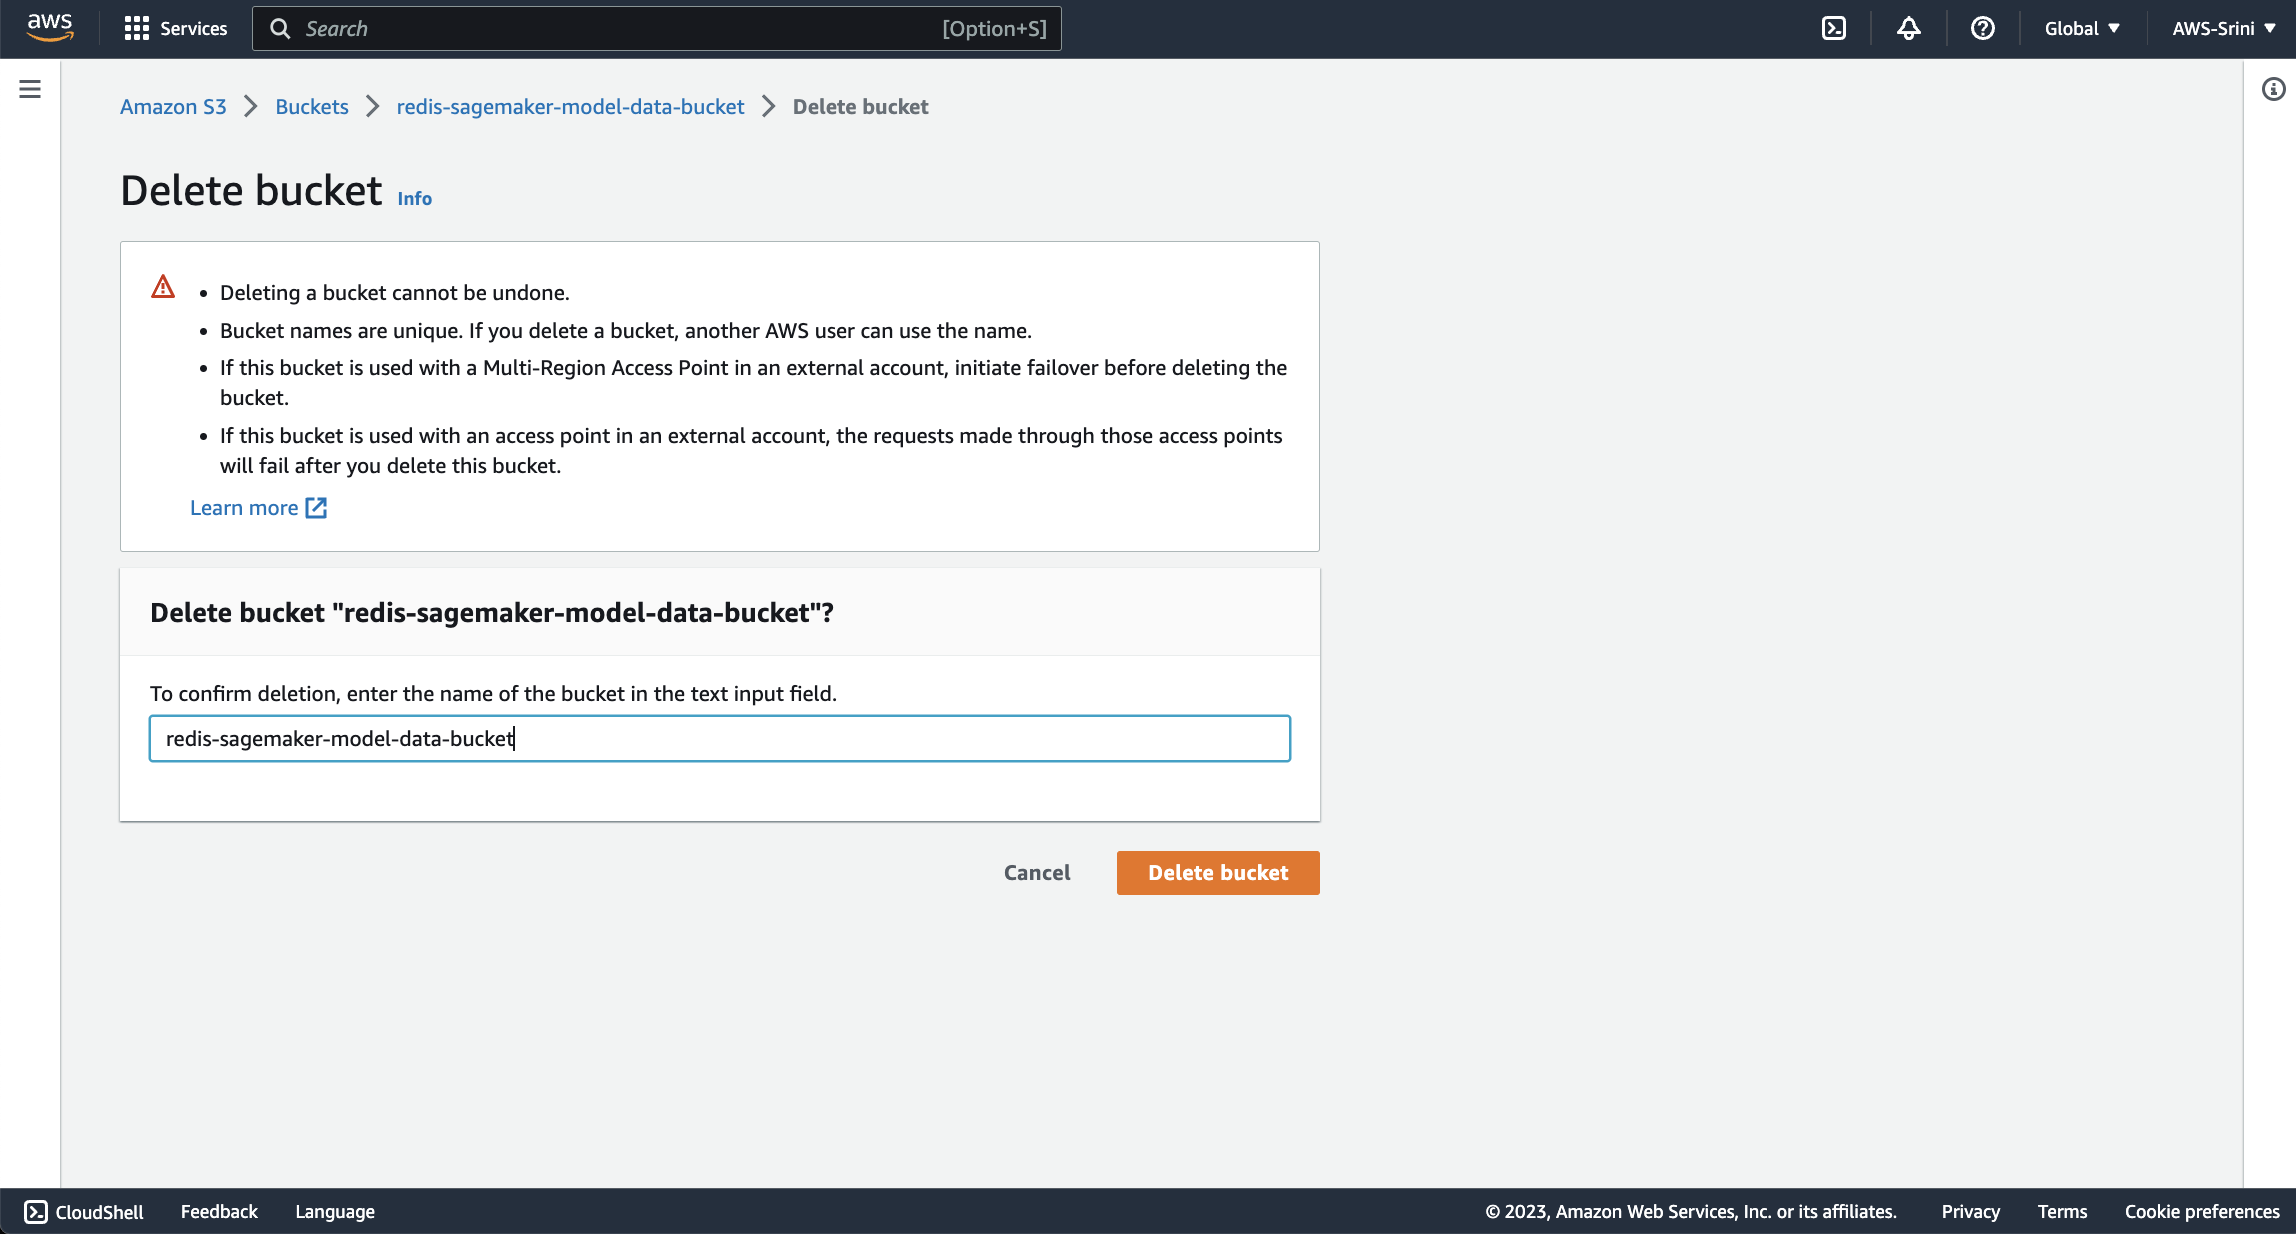 aws Services Search [Option+S] Global AWS-Srini
Amazon S3 Buckets redis-sagemaker-model-data-bucket Delete bucket
Delete bucket Info
Deleting a bucket cannot be undone.
Bucket names are unique. If you delete a bucket, another AWS user can use the name.
If this bucket is used with a Multi-Region Access Point in an external account, initiate failover before deleting the
bucket.
If this bucket is used with an access point in an external account, the requests made through those access points
will fail after you delete this bucket.
Learn more
Delete bucket "redis-sagemaker-model-data-bucket"?
To confirm deletion, enter the name of the bucket in the text input field.
redis-sagemaker-model-data-bucket
Cancel Delete bucket
CloudShell Feedback Language © 2023, Amazon Web Services, Inc. or its affiliates. Privacy Terms Cookie preferences